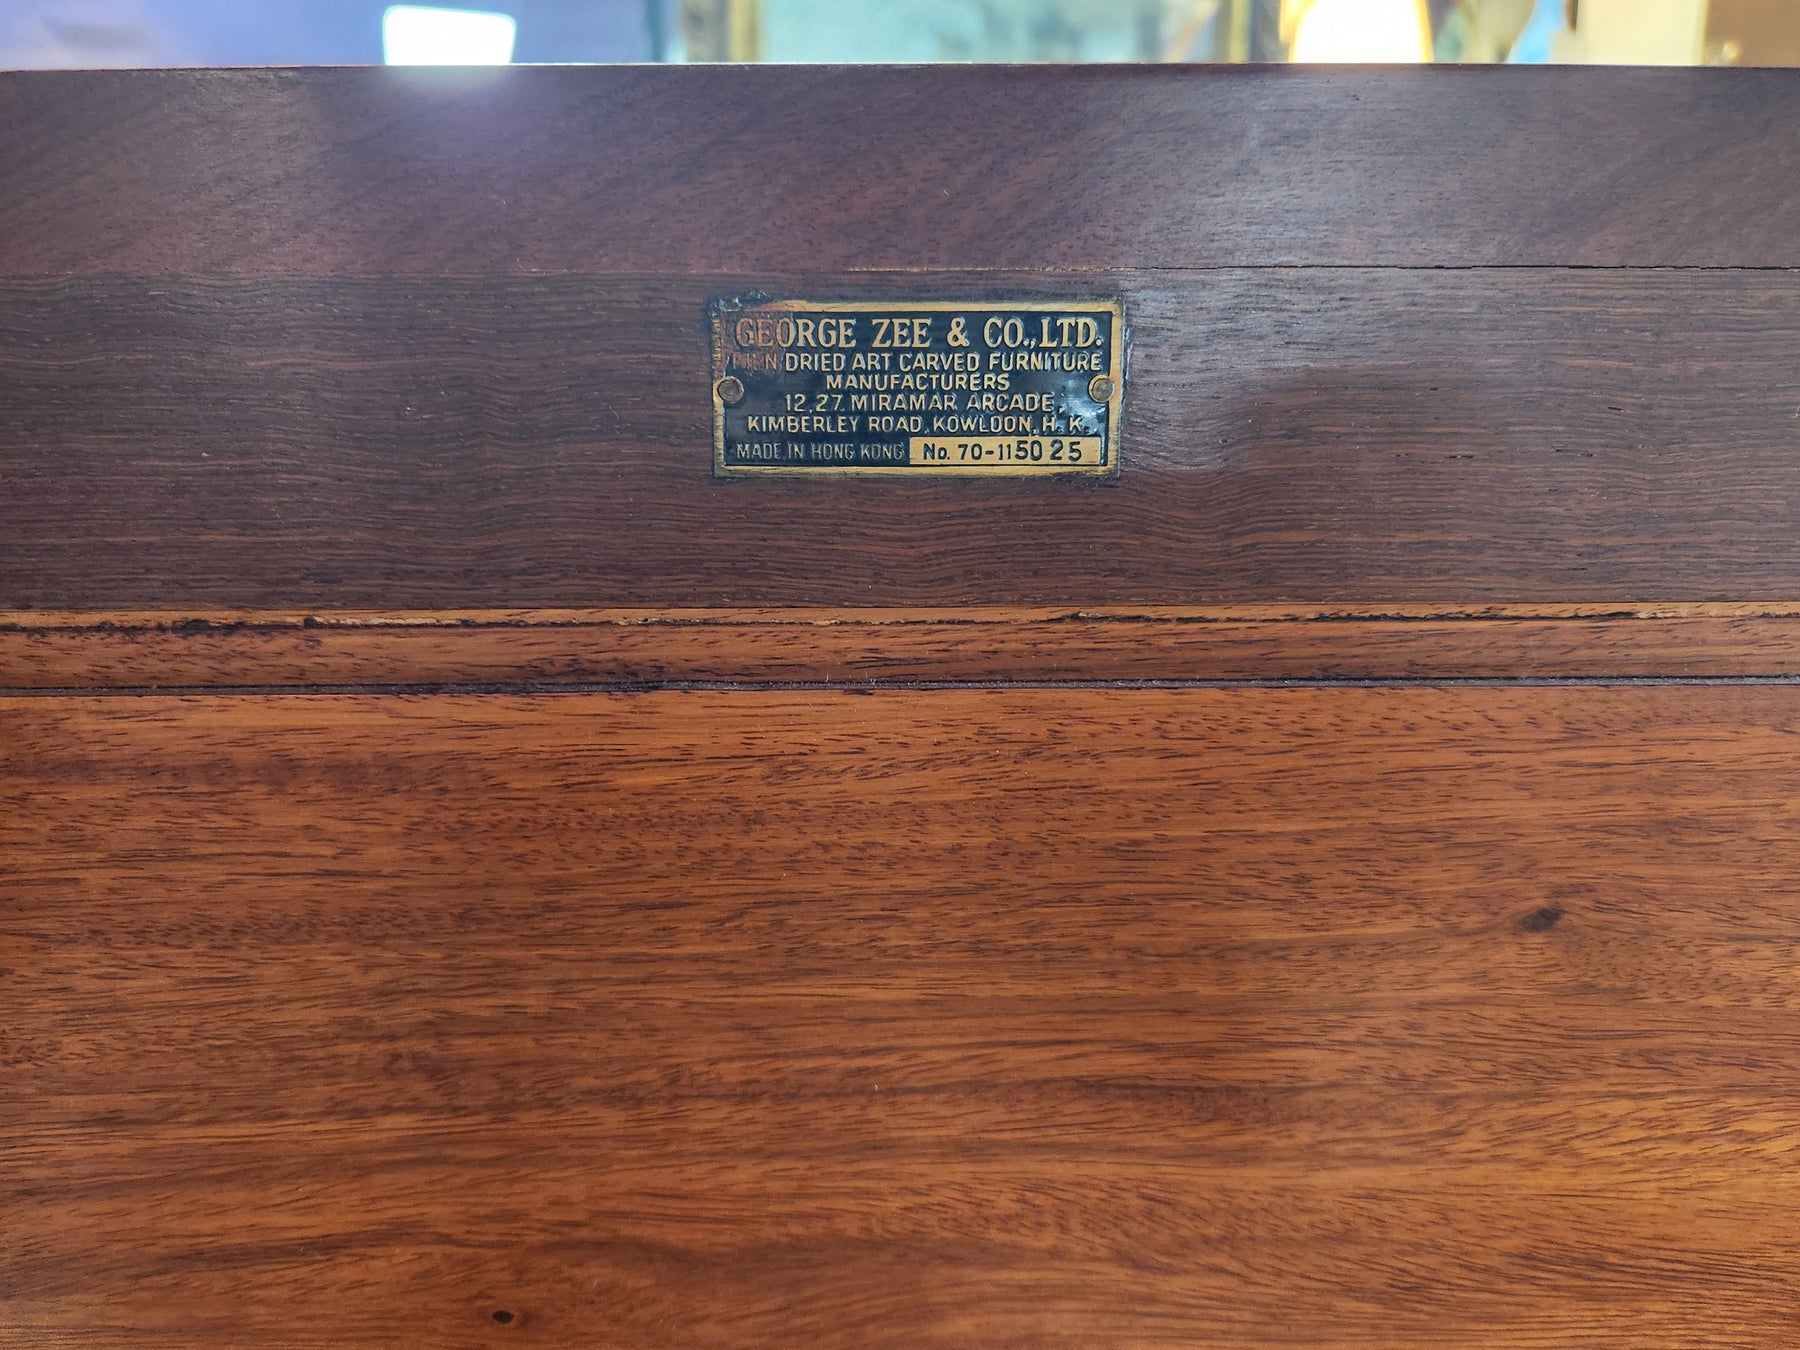 GEORGE ZEE & CO., LTD.
KILN DRIED ART CARVED FURNITURE
MANUFACTURERS
12, 27, MIRAMAR ARCADE,
KIMBERLEY ROAD, KOWLOON, H. K.
MADE IN HONG KONG No. 70-115025